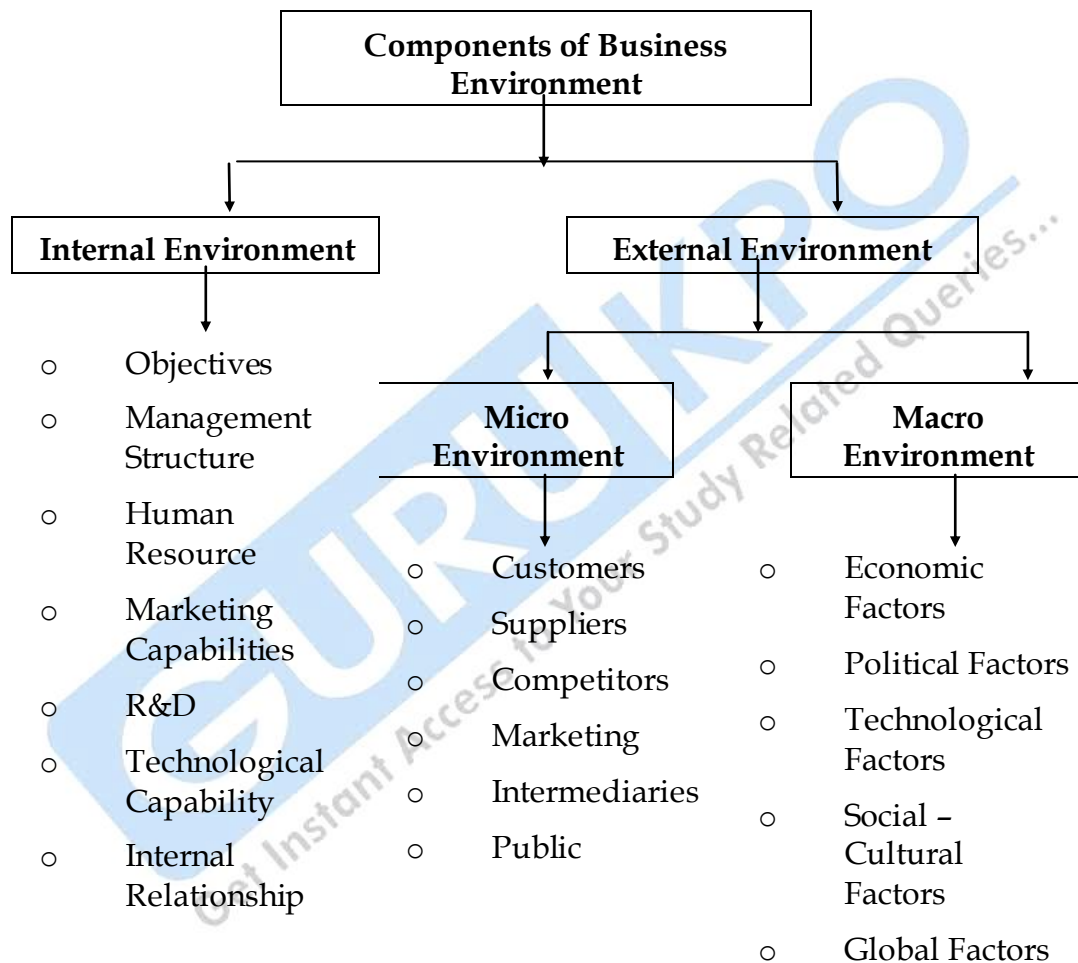 Components of Business
Environment
Internal Environment
External Environment
o Objectives
o Management
Structure
o Human
Resource
o Marketing
Capabilities
o R&D
o Technological
Capability
o Internal
Relationship
Micro
Environment
o Customers
o Suppliers
o Competitors
o Marketing
o Intermediaries
o Public
Macro
Environment
o Economic
Factors
o Political Factors
o Technological
Factors
o Social –
Cultural
Factors
o Global Factors
GURUKPO
Get Instant Access to Your Study Related Queries...